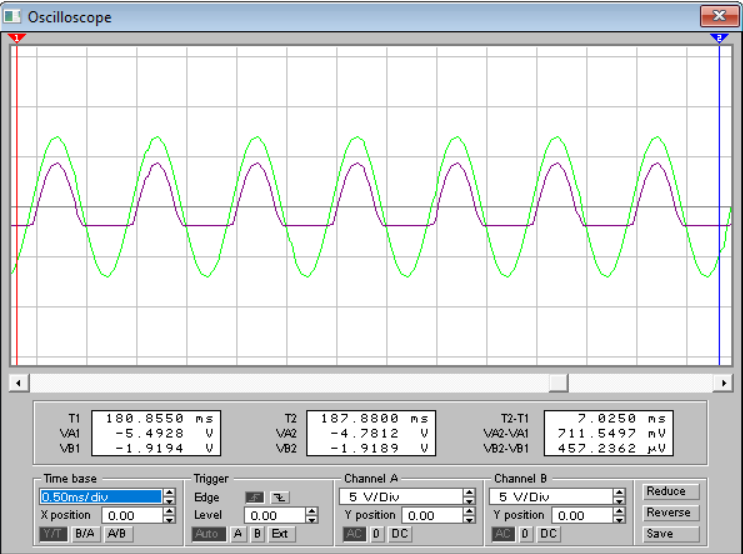 Oscilloscope
1 2
T1 180.8550 ms T2 187.8800 ms T2-T1 7.0250 ms
VA1 -5.4928 V VA2 -4.7812 V VA2-VA1 711.5497 mV
VB1 -1.9194 V VB2 -1.9189 V VB2-VB1 457.2362 µV
Time base Trigger Channel A Channel B
0.50ms/div Edge 5 V/Div 5 V/Div Reduce
X position 0.00 Level 0.00 Y position 0.00 Y position 0.00 Reverse
Y/T B/A A/B Auto A B Ext AC 0 DC AC 0 DC Save